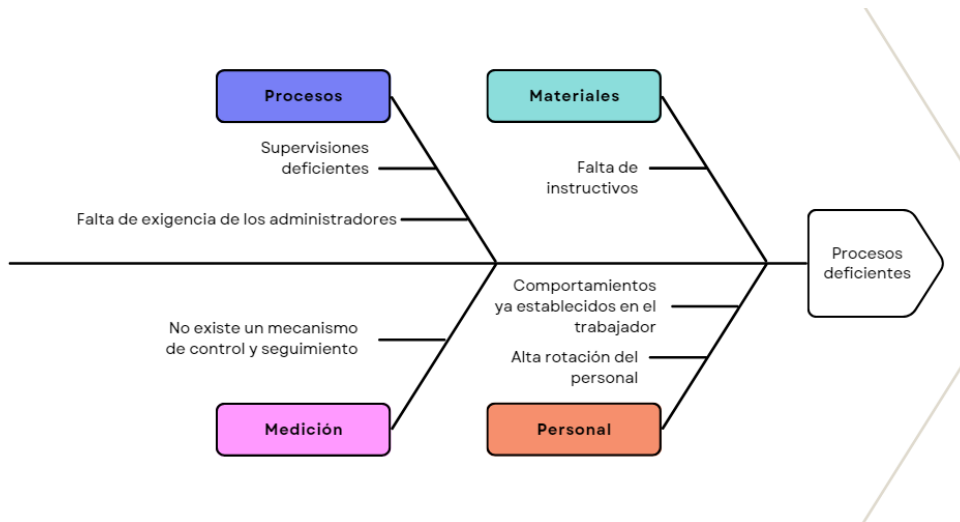 Procesos
Materiales
Supervisiones
deficientes
Falta de exigencia de los administradores
Falta de
instructivos
Procesos
deficientes
No existe un mecanismo
de control y seguimiento
Comportamientos
ya establecidos en el
trabajador
Alta rotación del
personal
Medición
Personal